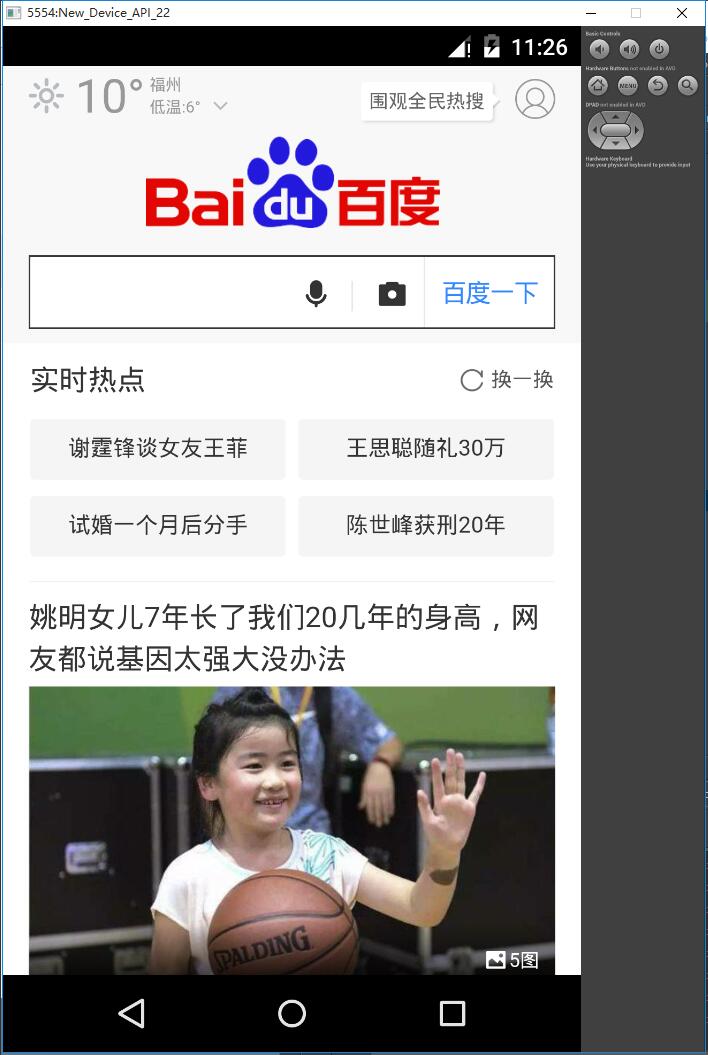 5554:New_Device_API_22
11:26
10°
福州
低温:6°
围观全民热搜
Bai du 百度
百度一下
实时热点
换一换
谢霆锋谈女友王菲
王思聪随礼30万
试婚一个月后分手
陈世峰获刑20年
姚明女儿7年长了我们20几年的身高，网
友都说基因太强大没办法
SPALDING
5图
Basic Controls
Hardware Buttons not enabled in AVD
MENU
DPAD not enabled in AVD
Hardware Keyboard
Use your physical keyboard to provide input